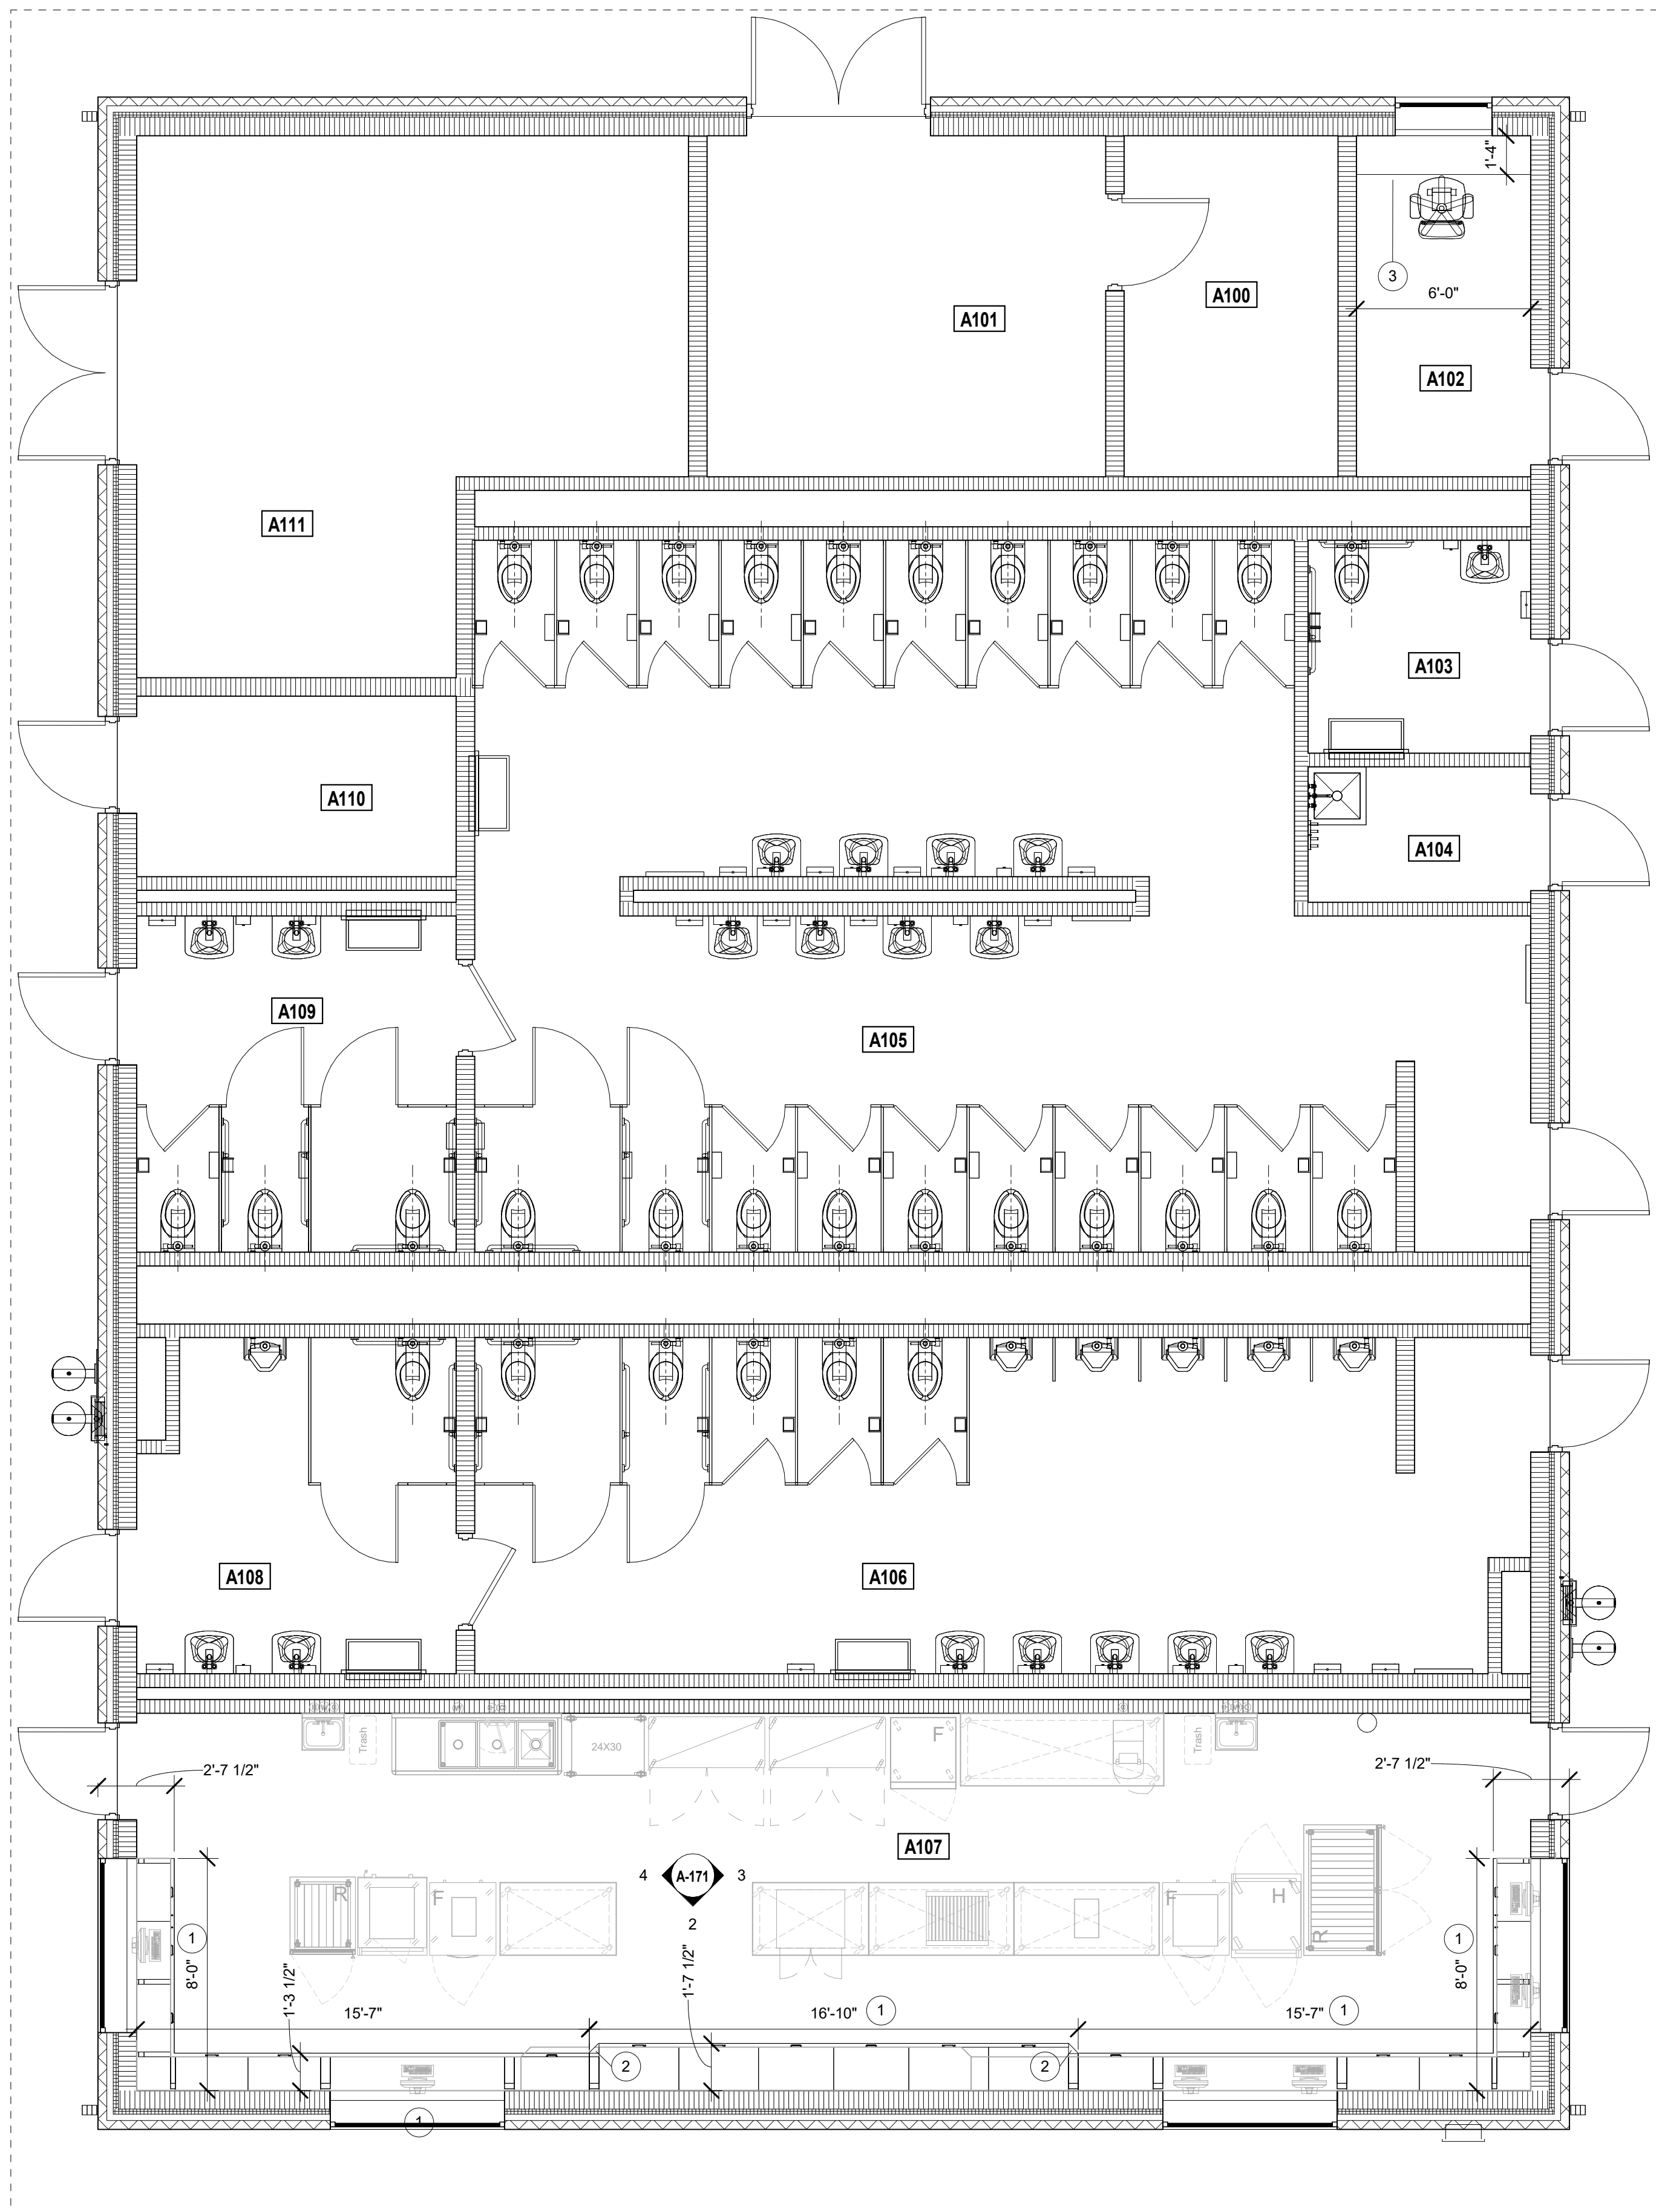 1'-4"
3
6'-0"
A100
A101
A102
A111
A103
A110
A104
A109
A105
A108
A106
Trash
24X30
F
Trash
2'-7 1/2"
2'-7 1/2"
A107
4
A-171
3
2
R
F
F
H
R
1
8'-0"
1
8'-0"
1'-3 1/2"
1'-7 1/2"
15'-7"
16'-10"
1
15'-7"
1
2
2
1